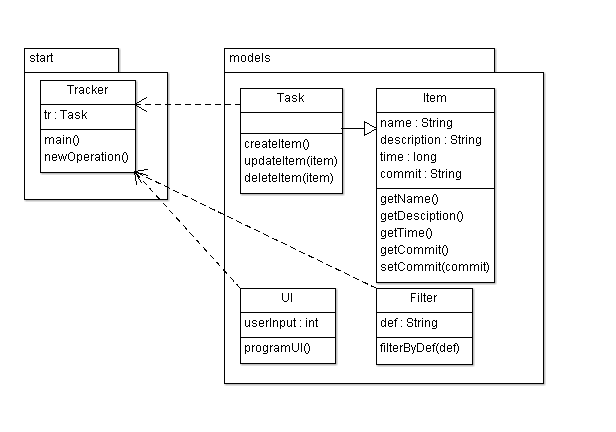 start
Tracker
tr : Task
main()
newOperation()
models
Task
createItem()
updateItem(item)
deleteItem(item)
Item
name : String
description : String
time : long
commit : String
getName()
getDesciption()
getTime()
getCommit()
setCommit(commit)
UI
userInput : int
programUI()
Filter
def : String
filterByDef(def)